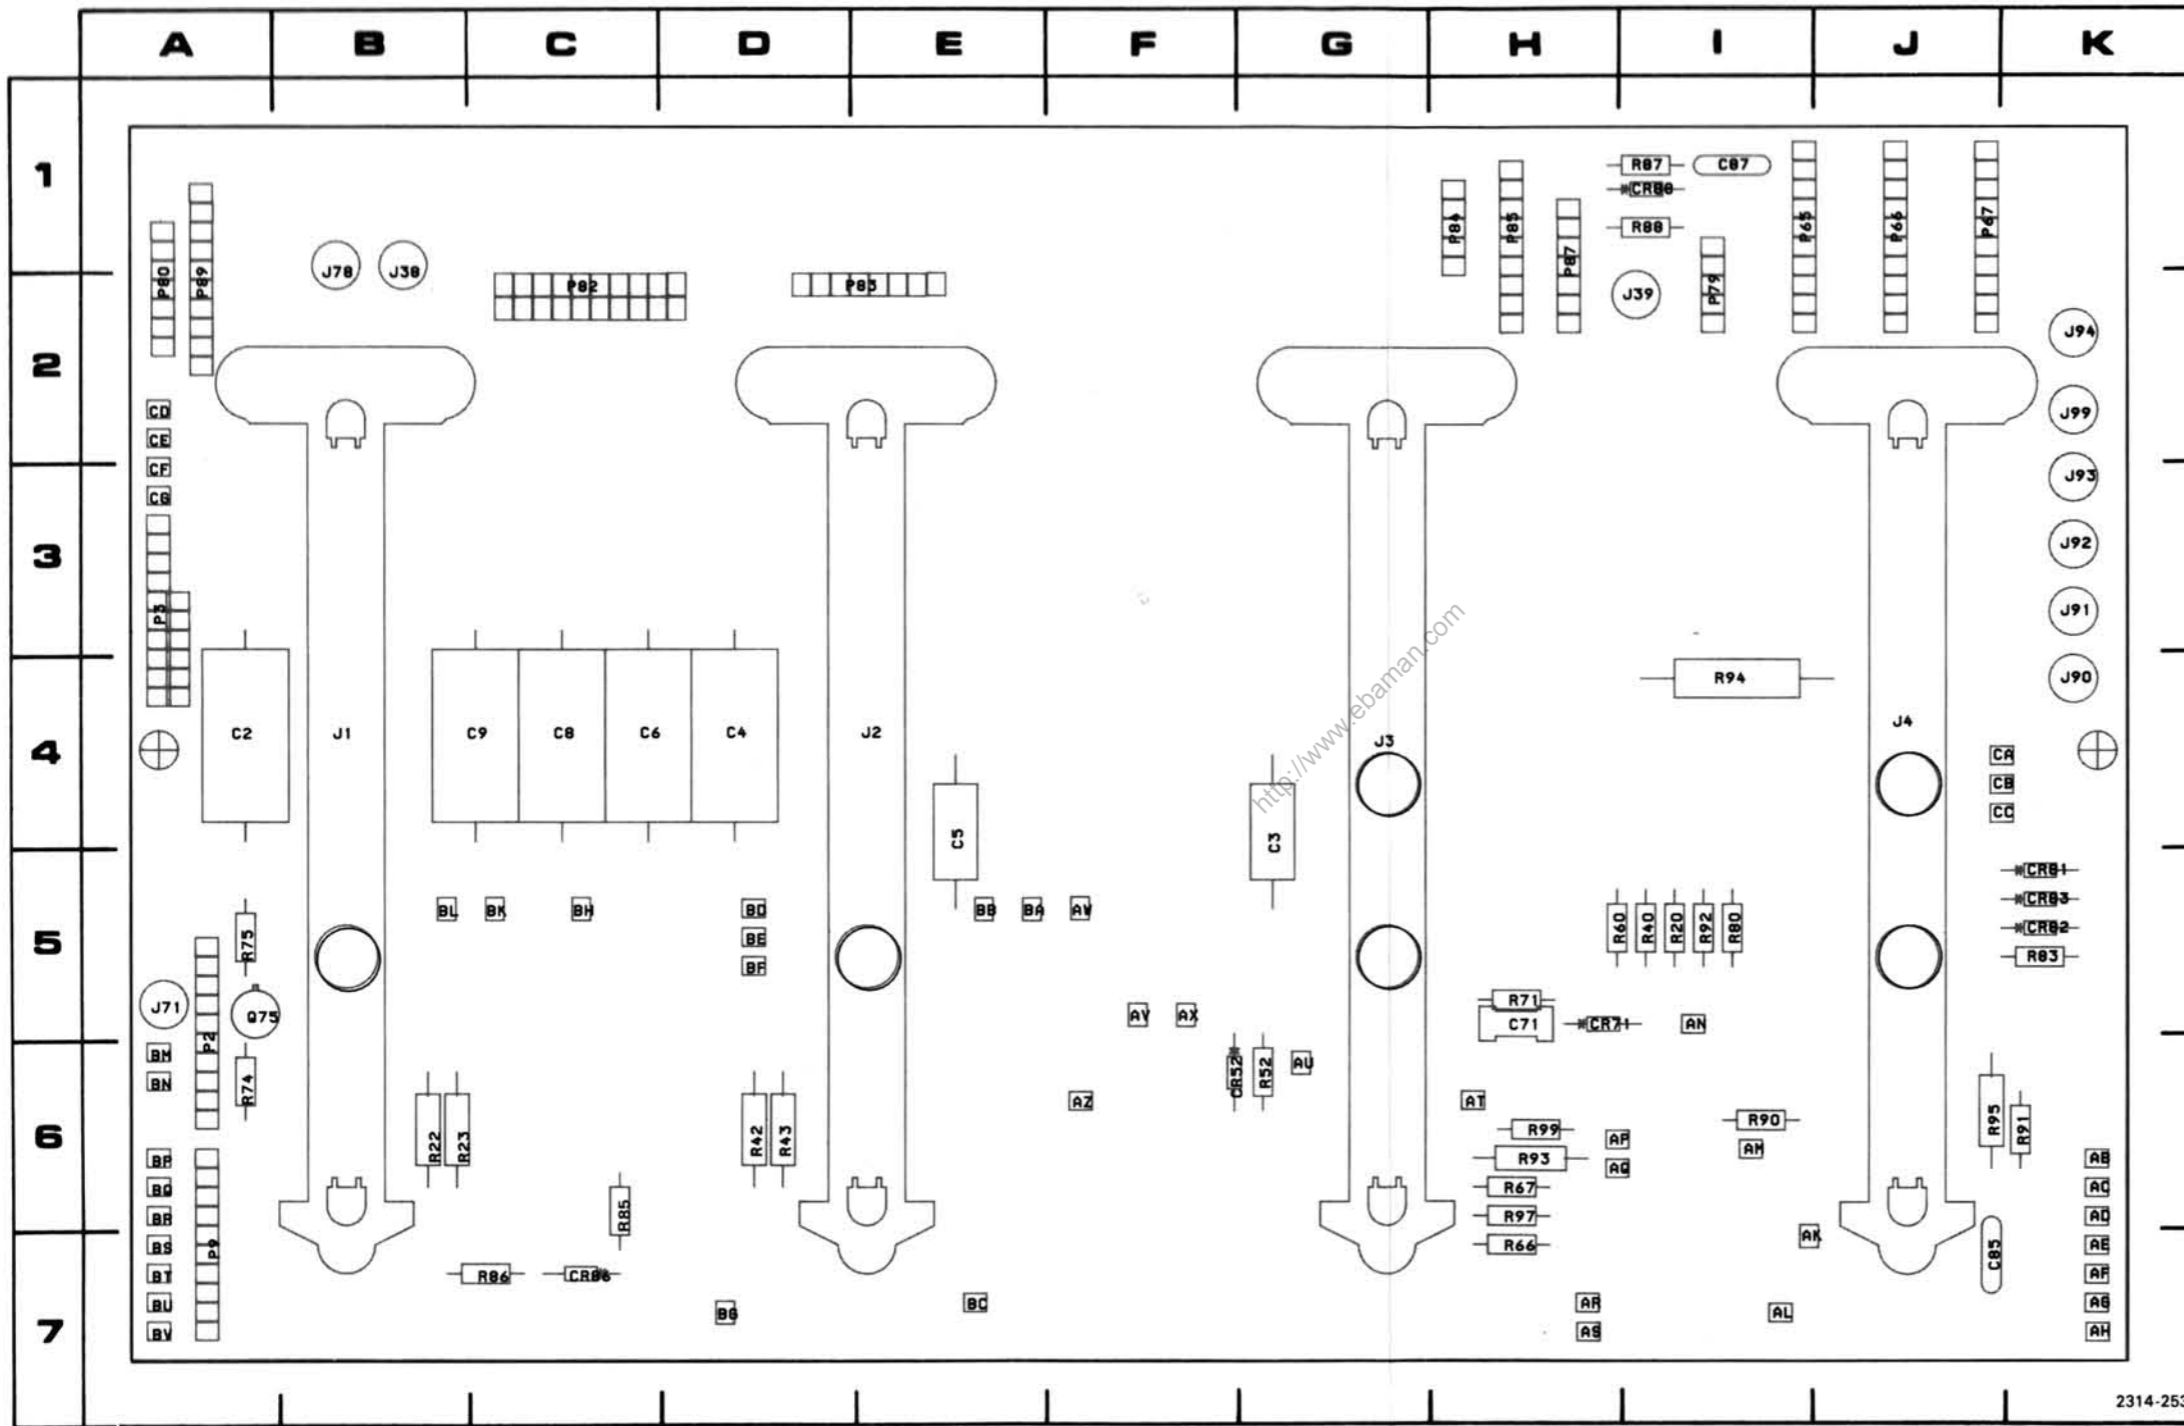 A B C D E F G H I J K
1
R87 C87
CR88
P84 P85 P65 P66 P67
R88
P80 P89 J78 J38 P87
P82 P83 J39 P79
J94
2
CD J99
CE
CF
CG J93
3
J92
P3 J91
R94 J90
C2 J1 C9 C8 C6 C4 J2 J3 J4
4
CA
CB
CC
C5 C3
CR81
CR83
BL BK BH BD BB BA AW R60 R40 R20 R92 R80
CR82
5
R75 BE
BF R83
J71 Q75 R71
AY AX C71 CR71 AN
P2
BM CR52 R52 AU
BN R74
AZ AT
6
R22 R23 R42 R43 R99 AP R90 R95 R91
AM
BP R93 AQ AB
BQ R67 AC
BR R85 R97 AD
BS P9 R66 AK C85 AE
BT R86 CR86 AF
BU BG BC AR AL AG
7
BV AS AH
http://www.ebaman.com
2314-253